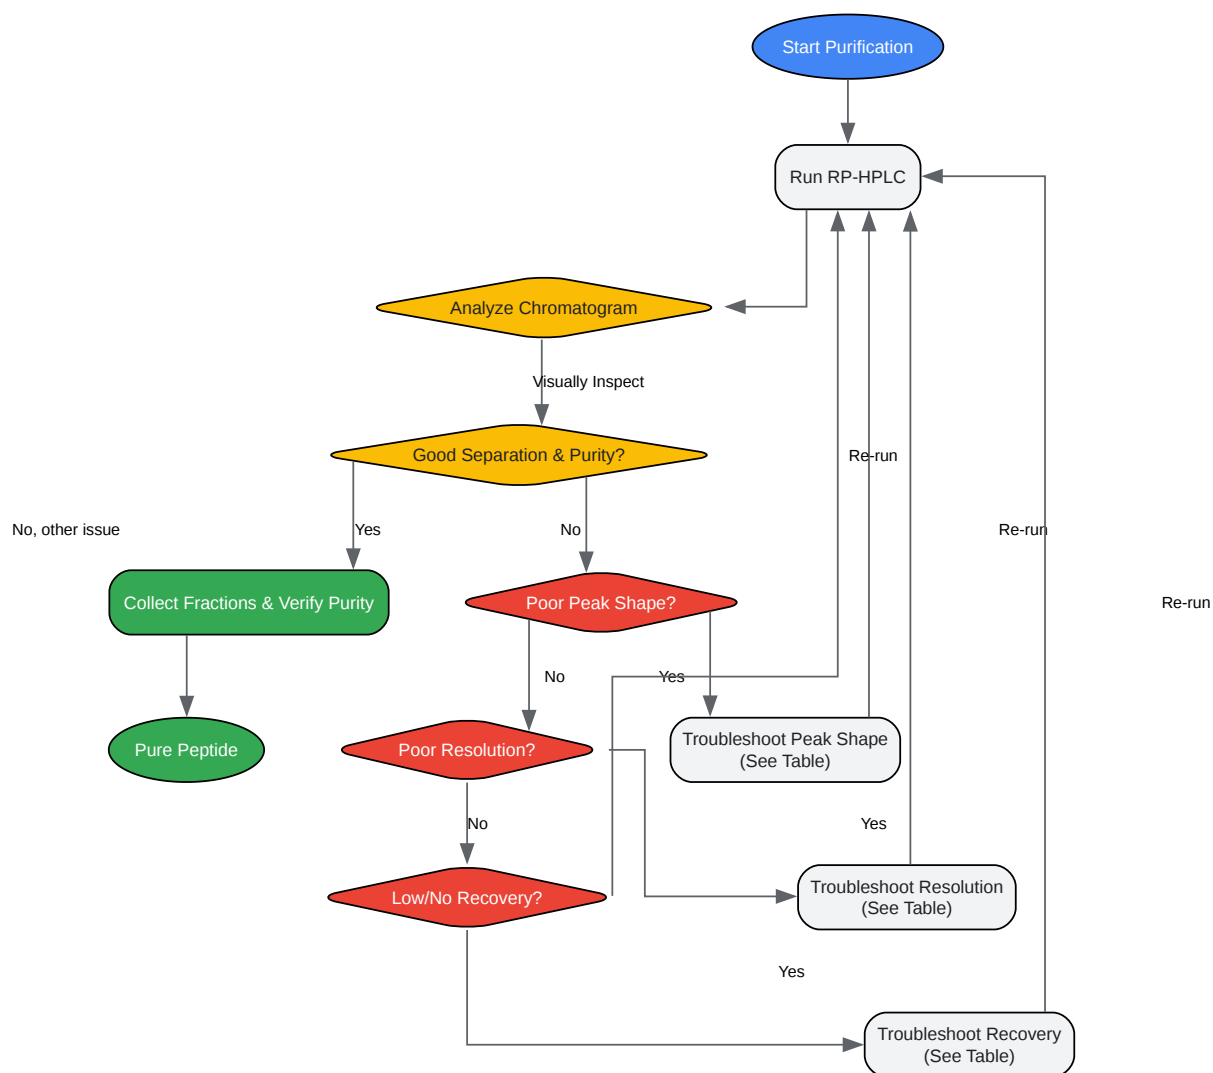 Start Purification
Run RP-HPLC
Analyze Chromatogram
Visually Inspect
Good Separation & Purity?
Re-run
No, other issue
Yes
No
Re-run
Collect Fractions & Verify Purity
Poor Peak Shape?
Re-run
No
Yes
Pure Peptide
Poor Resolution?
Troubleshoot Peak Shape
(See Table)
No
Yes
Low/No Recovery?
Troubleshoot Resolution
(See Table)
Yes
Troubleshoot Recovery
(See Table)